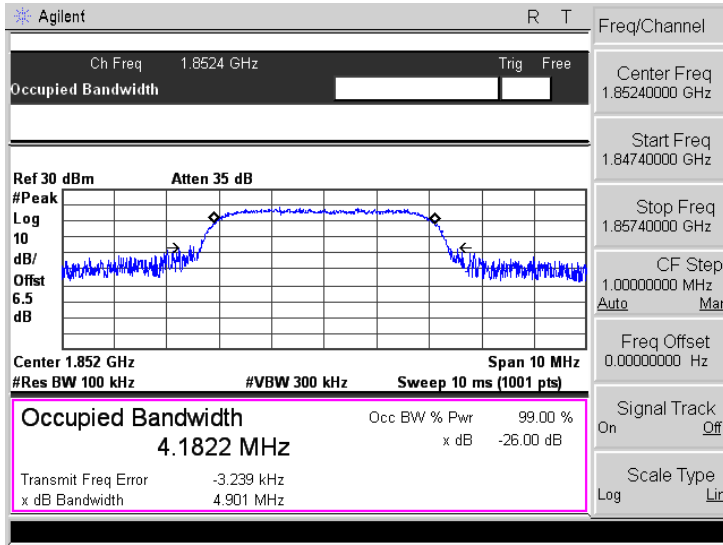 Agilent R T
Ch Freq 1.8524 GHz Trig Free
Occupied Bandwidth
Ref 30 dBm Atten 35 dB
#Peak
Log
10
dB/
Offst
6.5
dB
Center 1.852 GHz Span 10 MHz
#Res BW 100 kHz #VBW 300 kHz Sweep 10 ms (1001 pts)
Occupied Bandwidth Occ BW % Pwr 99.00 %
4.1822 MHz x dB -26.00 dB
Transmit Freq Error -3.239 kHz
x dB Bandwidth 4.901 MHz
Freq/Channel
Center Freq
1.85240000 GHz
Start Freq
1.84740000 GHz
Stop Freq
1.85740000 GHz
CF Step
1.00000000 MHz
Auto Mar
Freq Offset
0.00000000 Hz
Signal Track
On Off
Scale Type
Log Lin